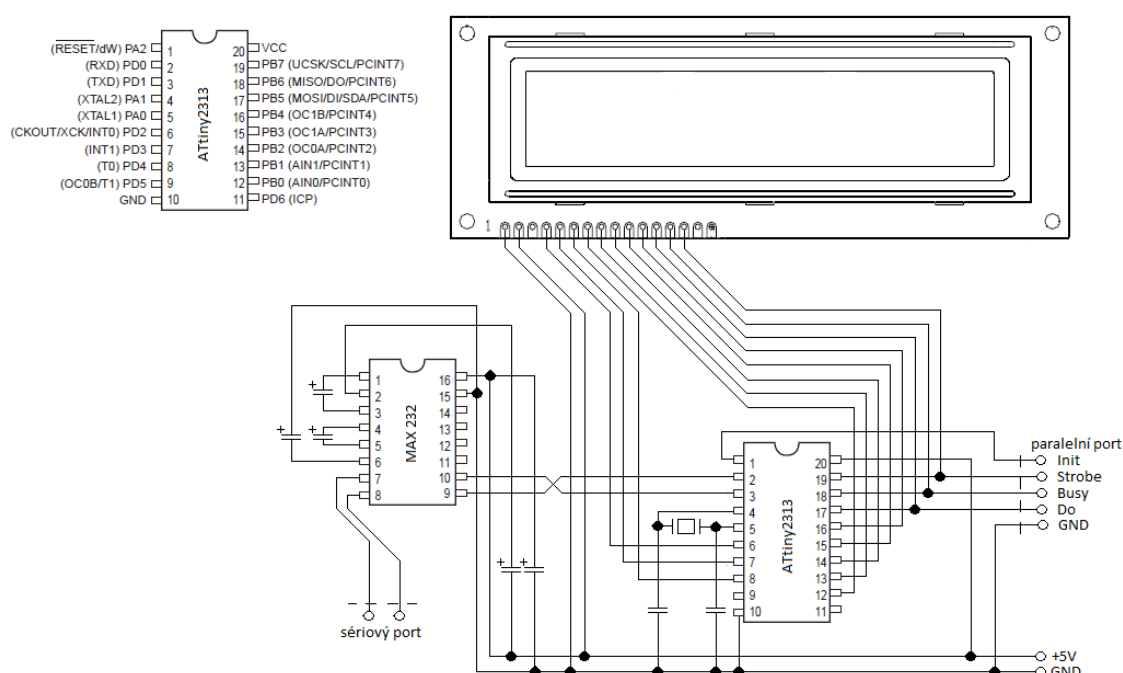 (RESET/dW) PA2 1 20 VCC
(RXD) PD0 2 19 PB7 (UCSK/SCL/PCINT7)
(TXD) PD1 3 18 PB6 (MISO/DO/PCINT6)
(XTAL2) PA1 4 17 PB5 (MOSI/DI/SDA/PCINT5)
(XTAL1) PA0 5 16 PB4 (OC1B/PCINT4)
(CKOUT/XCK/INT0) PD2 6 15 PB3 (OC1A/PCINT3)
(INT1) PD3 7 14 PB2 (OC0A/PCINT2)
(T0) PD4 8 13 PB1 (AIN1/PCINT1)
(OC0B/T1) PD5 9 12 PB0 (AIN0/PCINT0)
GND 10 11 PD6 (ICP)
ATtiny2313
1
1 16
2 15
3 14
4 13
5 12
6 11
7 10
8 9
MAX 232
+
+
+
+
+
sériový port
1 20
2 19
3 18
4 17
5 16
6 15
7 14
8 13
9 12
10 11
ATtiny2313
paralelní port
Init
Strobe
Busy
Do
GND
+5V
GND